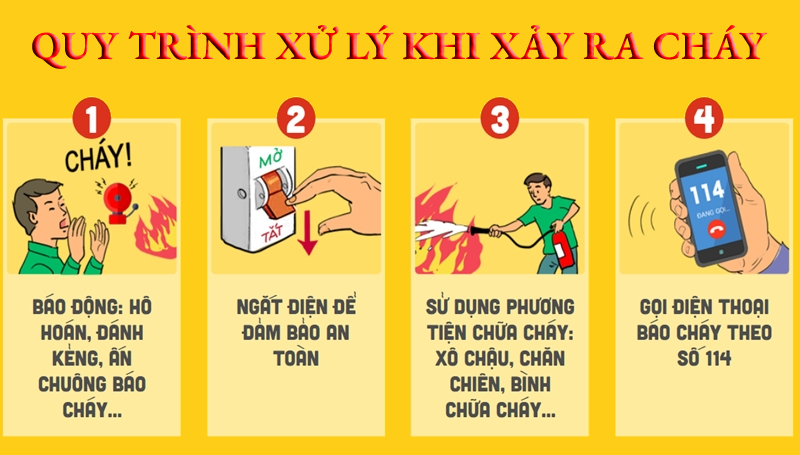 QUY TRÌNH XỬ LÝ KHI XẢY RA CHÁY
1
CHÁY!
BÁO ĐỘNG: HÔ
HOÁN, ĐÁNH
KẺNG, ẤN
CHUÔNG BÁO
CHÁY...
2
MỞ
TẮT
NGẮT ĐIỆN ĐỂ
ĐẢM BẢO AN
TOÀN
3
SỬ DỤNG PHƯƠNG
TIỆN CHỮA CHÁY:
XÔ CHẬU, CHĂN
CHIÊN, BÌNH
CHỮA CHÁY...
4
114
ĐANG GỌI...
GỌI ĐIỆN THOẠI
BÁO CHÁY THEO
SỐ 114